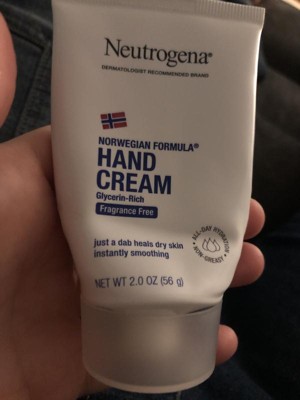 Neutrogena®
DERMATOLOGIST RECOMMENDED BRAND
NORWEGIAN FORMULA®
HAND
CREAM
Glycerin-Rich
Fragrance Free
just a dab heals dry skin
instantly smoothing
ALL-DAY HYDRATION
• NON-GREASY •
NET WT 2.0 OZ (56 g)